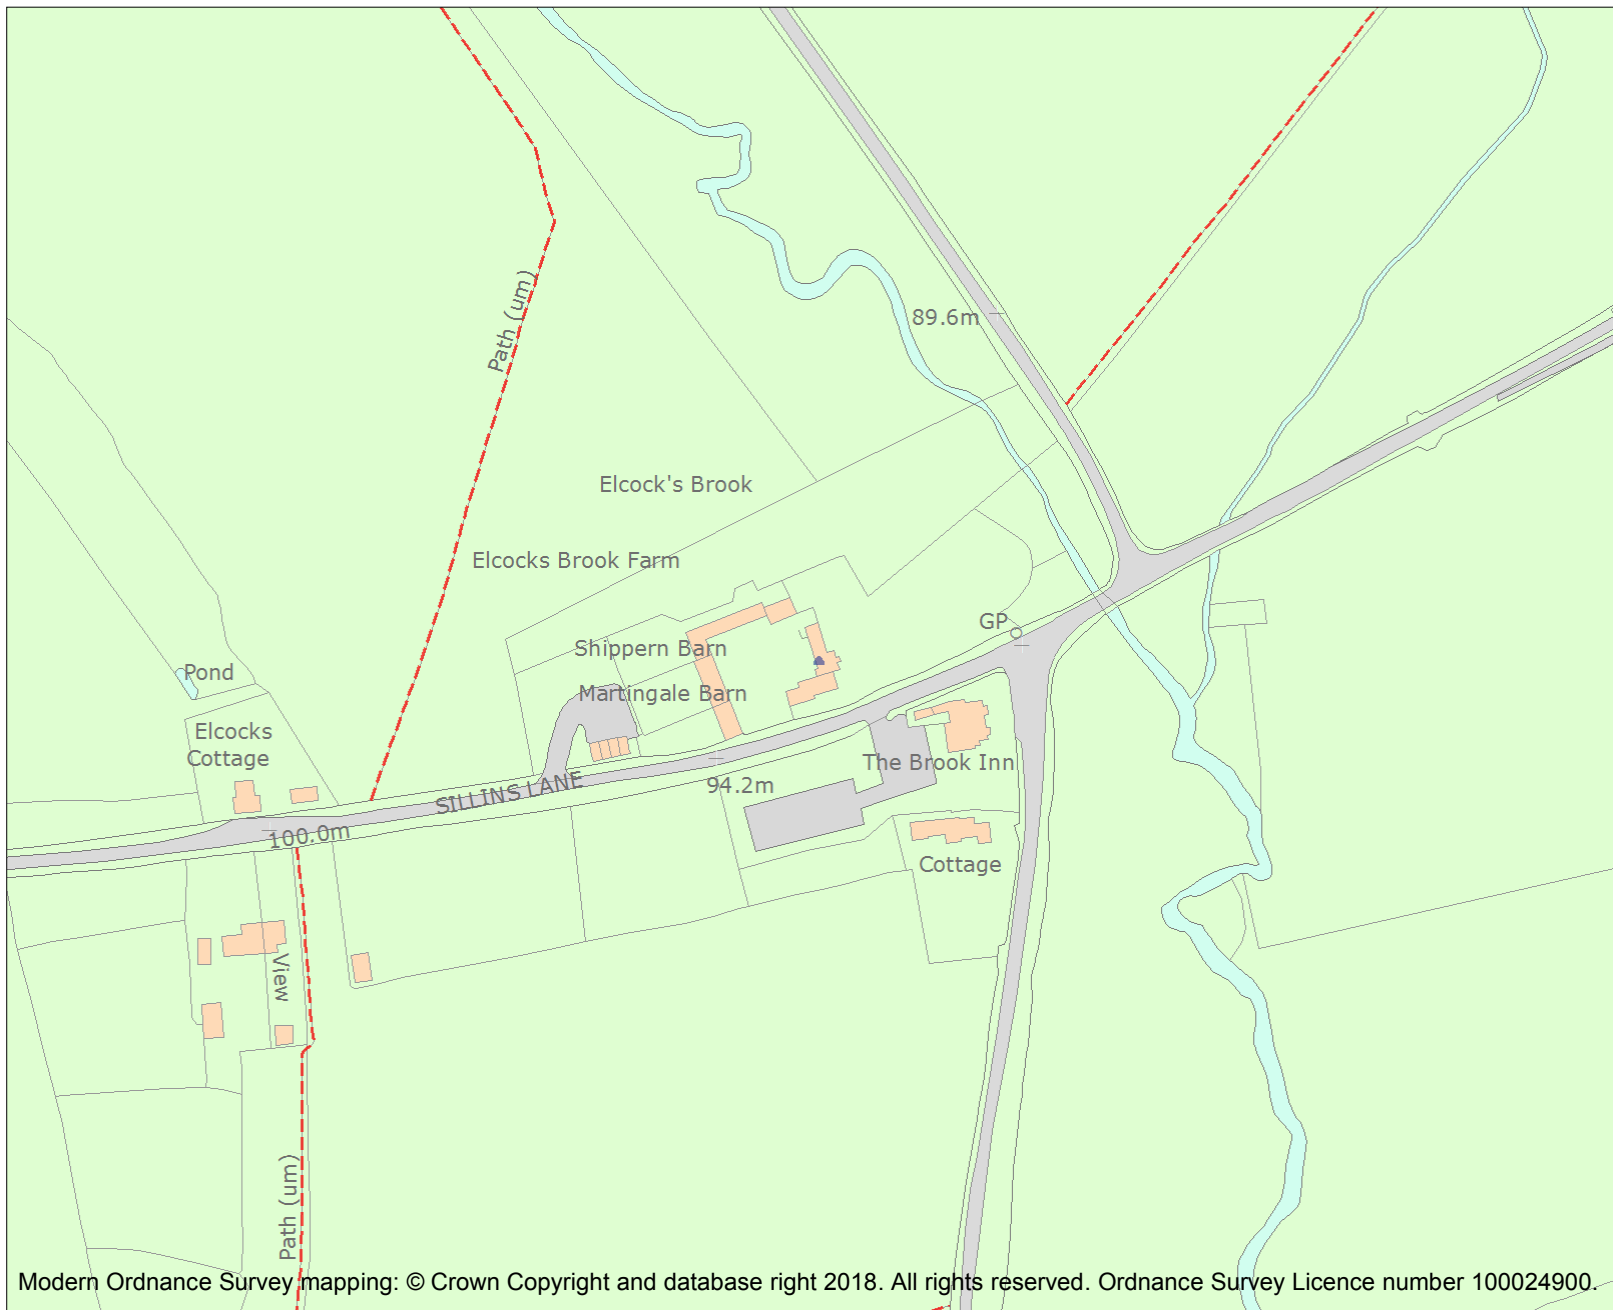 Path (um)
89.6m
Elcock's Brook
Elcocks Brook Farm
GP
Shippern Barn
Pond
Martingale Barn
Elcocks
Cottage
The Brook Inn
94.2m
SILLINS LANE
100.0m
Cottage
View
Path (um)
Modern Ordnance Survey mapping: © Crown Copyright and database right 2018. All rights reserved. Ordnance Survey Licence number 100024900.